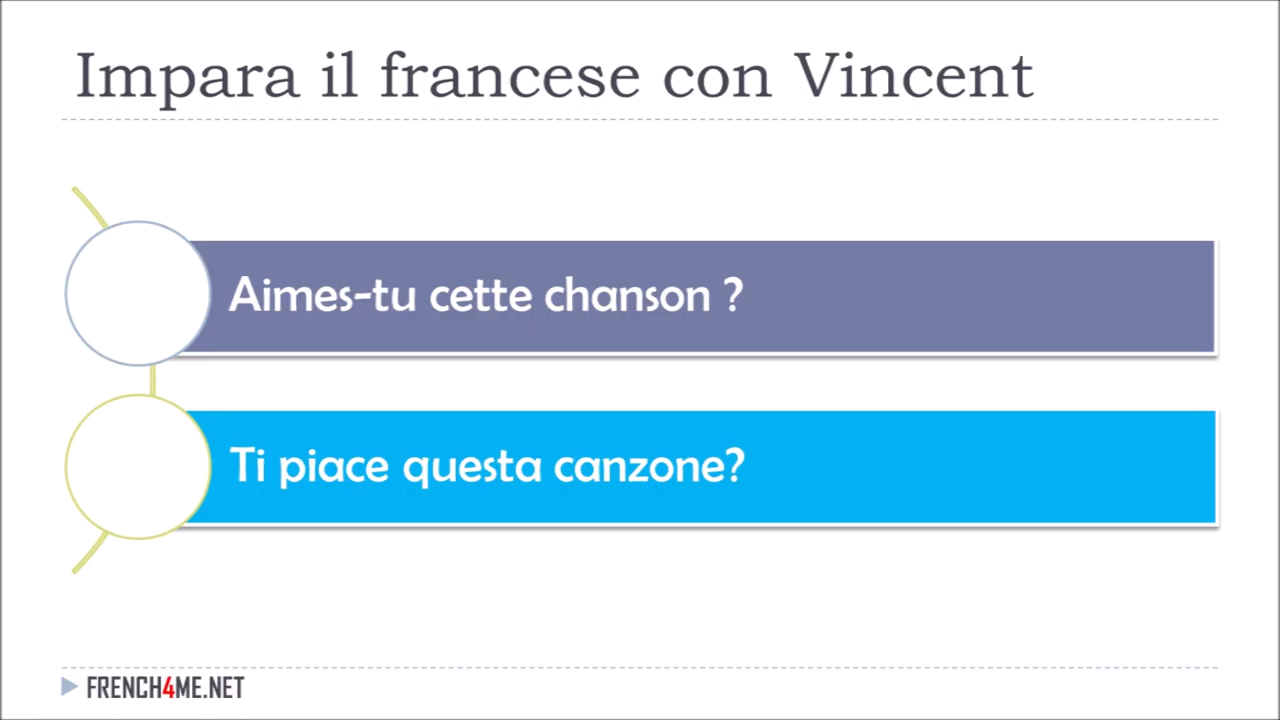 Impara il francese con Vincent
Aimes-tu cette chanson ?
Ti piace questa canzone?
FRENCH4ME.NET